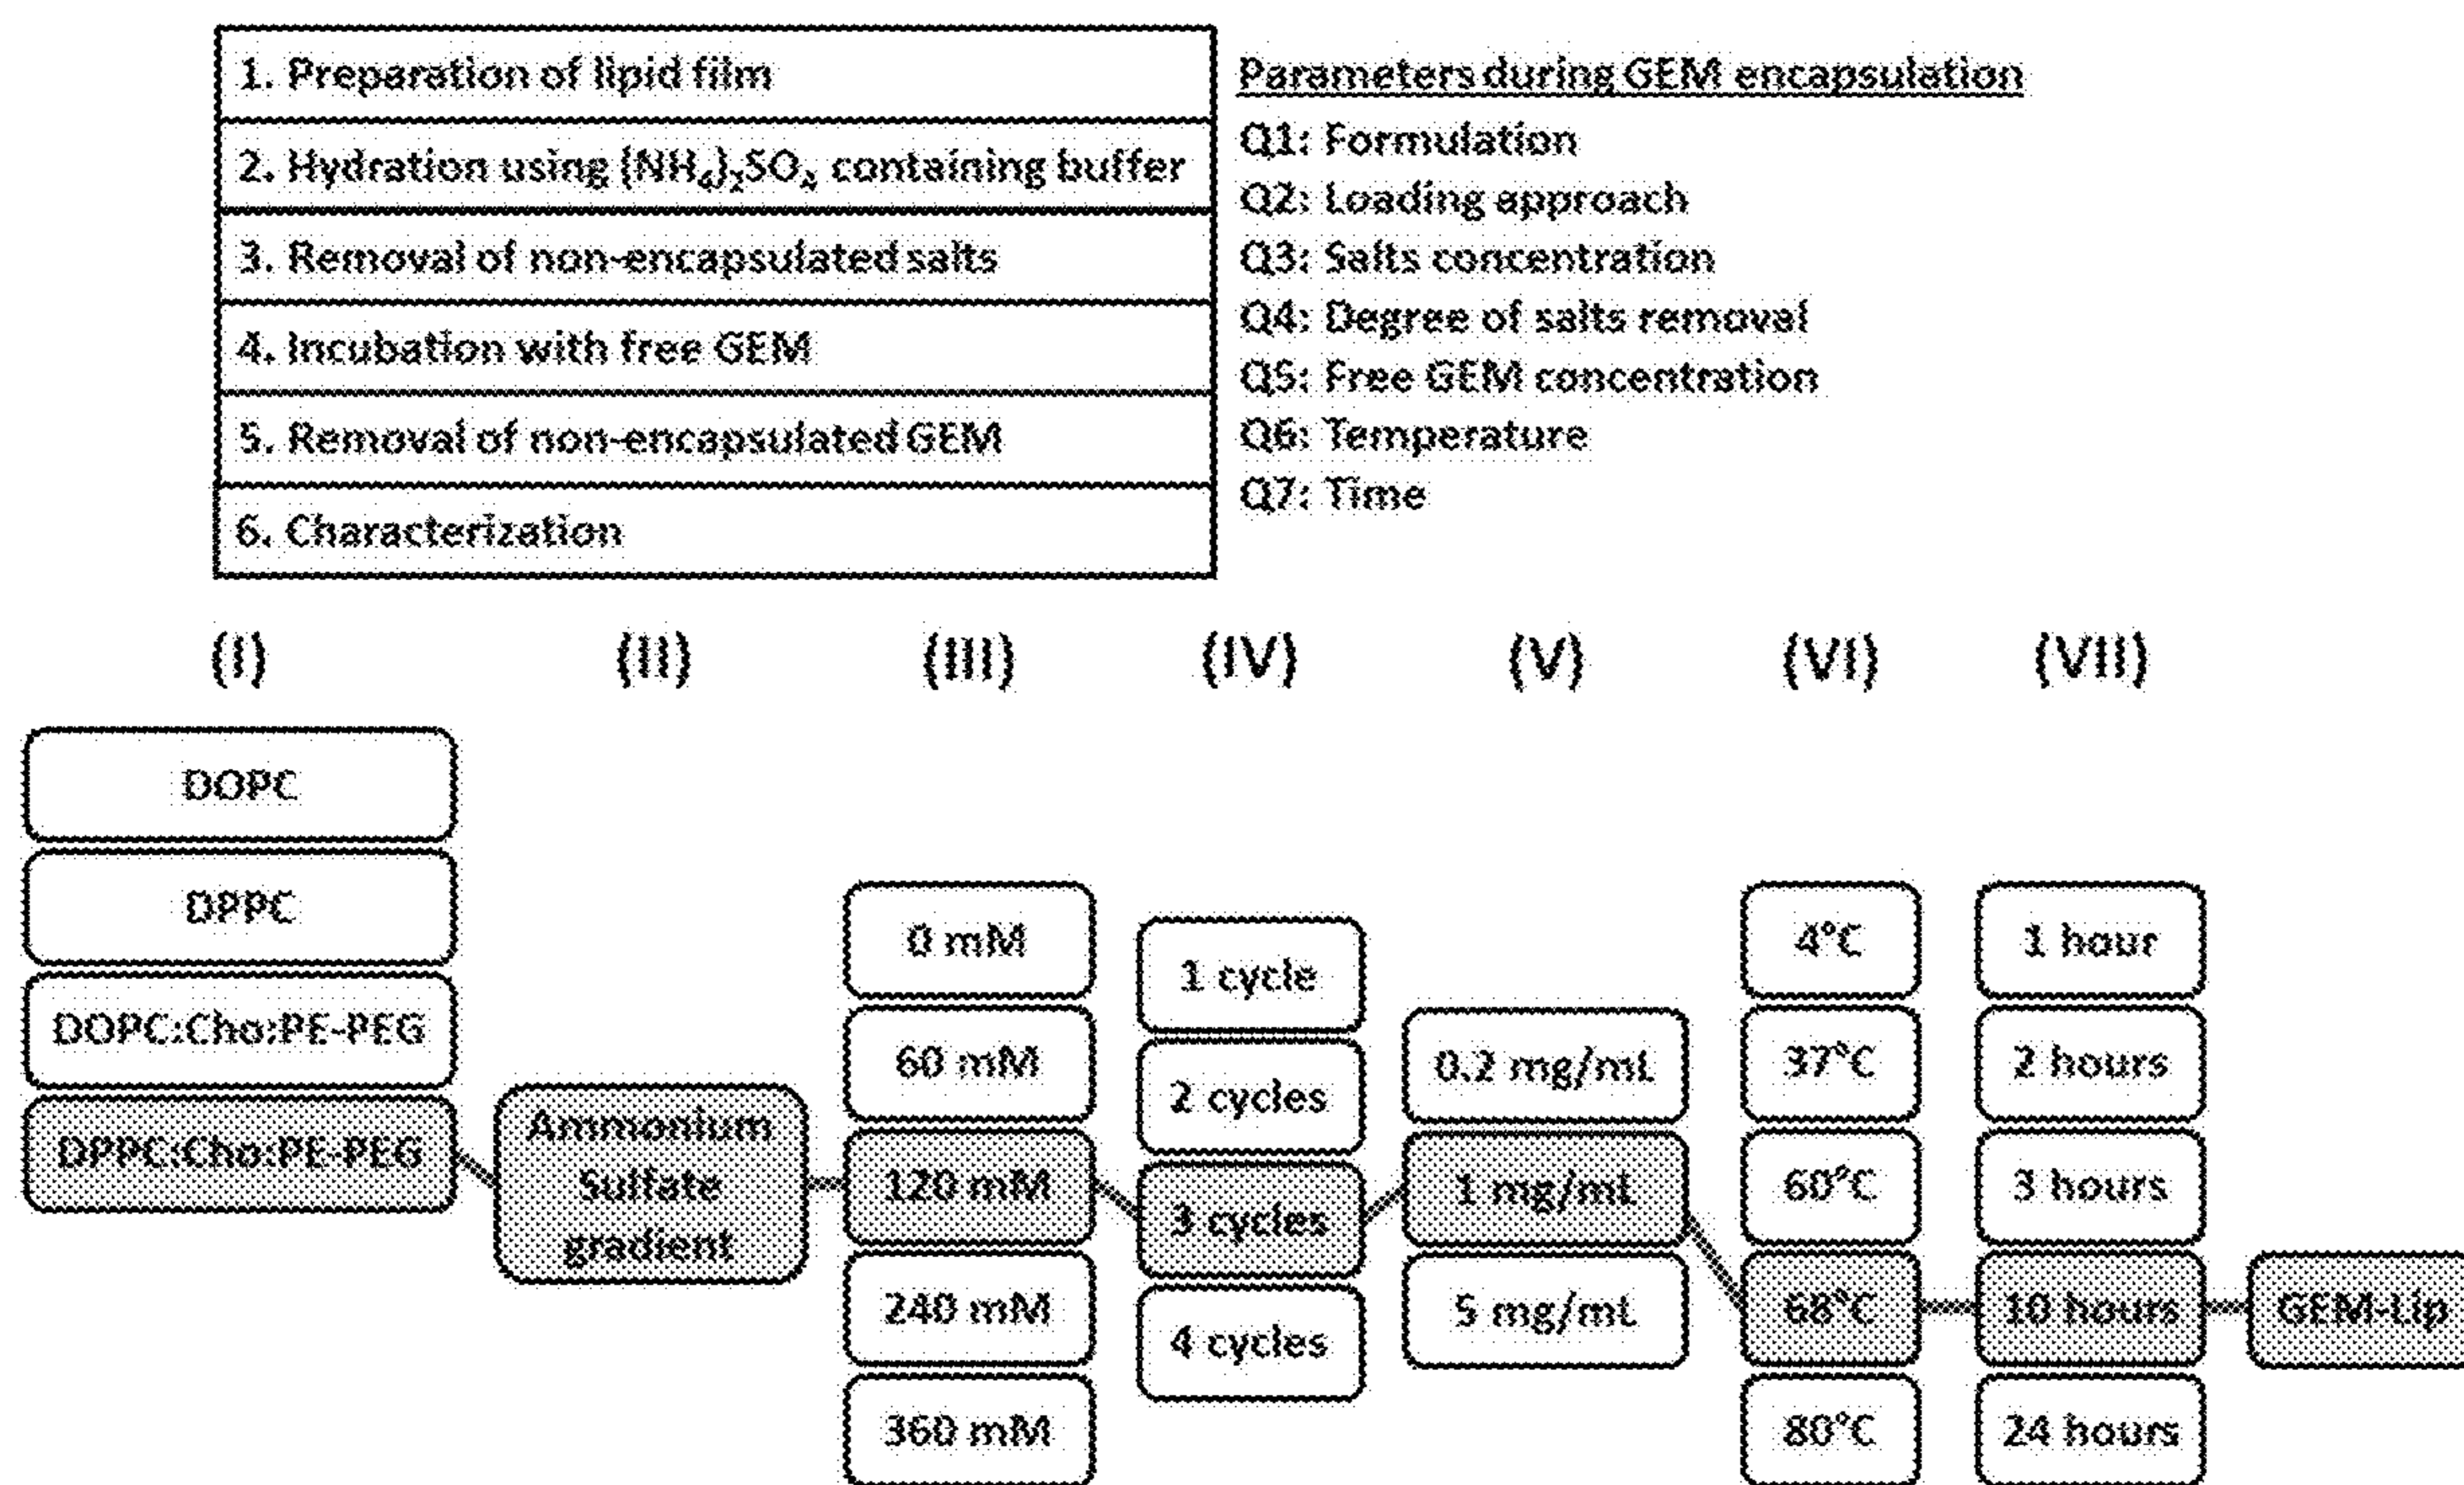 1. Preparation of lipid film
2. Hydration using (NH₄)₂SO₄ containing buffer
3. Removal of non-encapsulated salts
4. Incubation with free GEM
5. Removal of non-encapsulated GEM
6. Characterization
Parameters during GEM encapsulation
Q1: Formulation
Q2: Loading approach
Q3: Salts concentration
Q4: Degree of salts removal
Q5: Free GEM concentration
Q6: Temperature
Q7: Time
(I)
(II)
(III)
(IV)
(V)
(VI)
(VII)
DOPC
DPPC
DOPC:Cho:PE-PEG
DPPC:Cho:PE-PEG
Ammonium
Sulfate
gradient
0 mM
60 mM
120 mM
240 mM
360 mM
1 cycle
2 cycles
3 cycles
4 cycles
0.2 mg/mL
1 mg/mL
5 mg/mL
4°C
37°C
60°C
68°C
80°C
1 hour
2 hours
3 hours
10 hours
24 hours
GEM-Lip